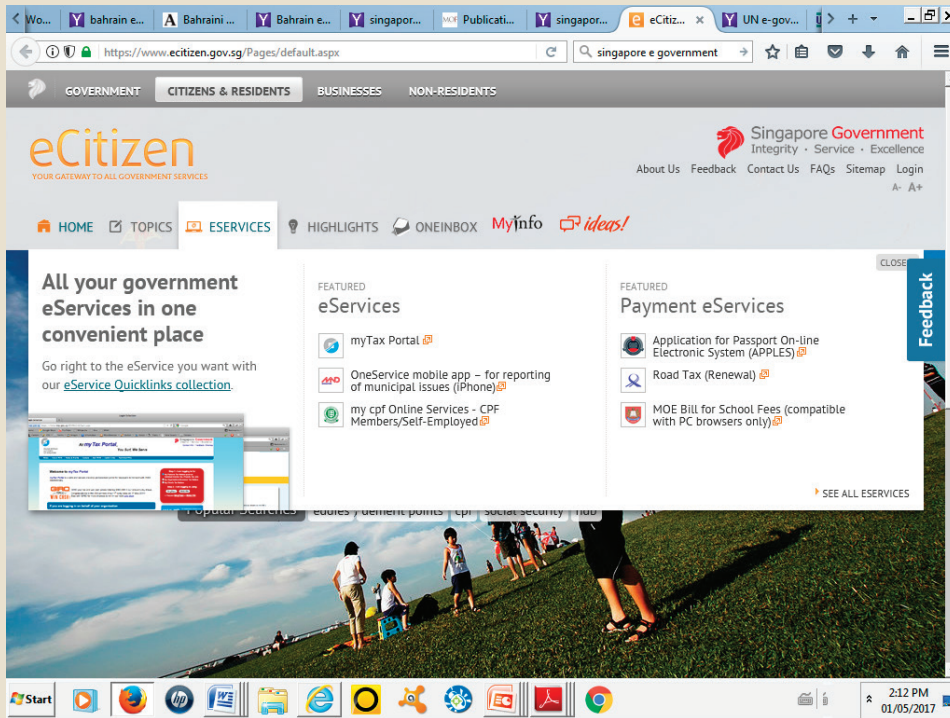 Wo...
bahrain e...
Bahraini ...
Bahrain e...
singapor...
MOF Publicati...
singapor...
eCitiz...
UN e-gov...
https://www.ecitizen.gov.sg/Pages/default.aspx
singapore e government
GOVERNMENT CITIZENS & RESIDENTS BUSINESSES NON-RESIDENTS
eCitizen
YOUR GATEWAY TO ALL GOVERNMENT SERVICES
Singapore Government
Integrity · Service · Excellence
About Us Feedback Contact Us FAQs Sitemap Login
A- A+
HOME TOPICS ESERVICES HIGHLIGHTS ONEINBOX MyInfo ideas!
CLOSE
Feedback
All your government
eServices in one
convenient place
Go right to the eService you want with
our eService Quicklinks collection.
FEATURED
eServices
myTax Portal
OneService mobile app – for reporting
of municipal issues (iPhone)
my cpf Online Services - CPF
Members/Self-Employed
FEATURED
Payment eServices
Application for Passport On-line
Electronic System (APPLES)
Road Tax (Renewal)
MOE Bill for School Fees (compatible
with PC browsers only)
SEE ALL ESERVICES
Popular Searches eddies demerit points cpf social security hdb
Start
hp
2:12 PM
01/05/2017